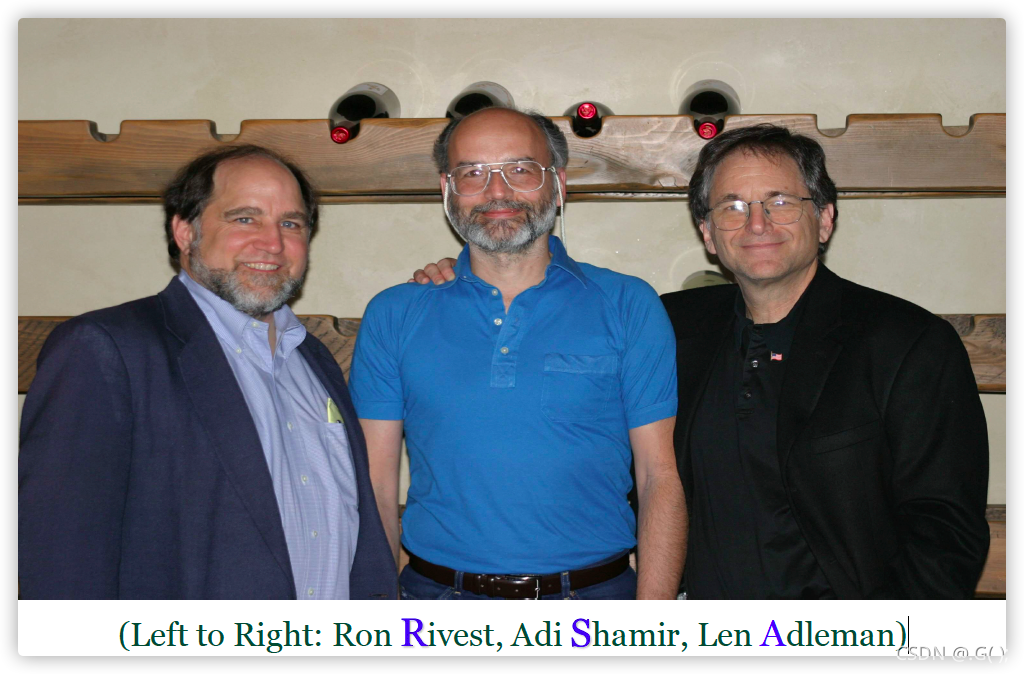 (Left to Right: Ron Rivest, Adi Shamir, Len Adleman)
CSDN @.G( );